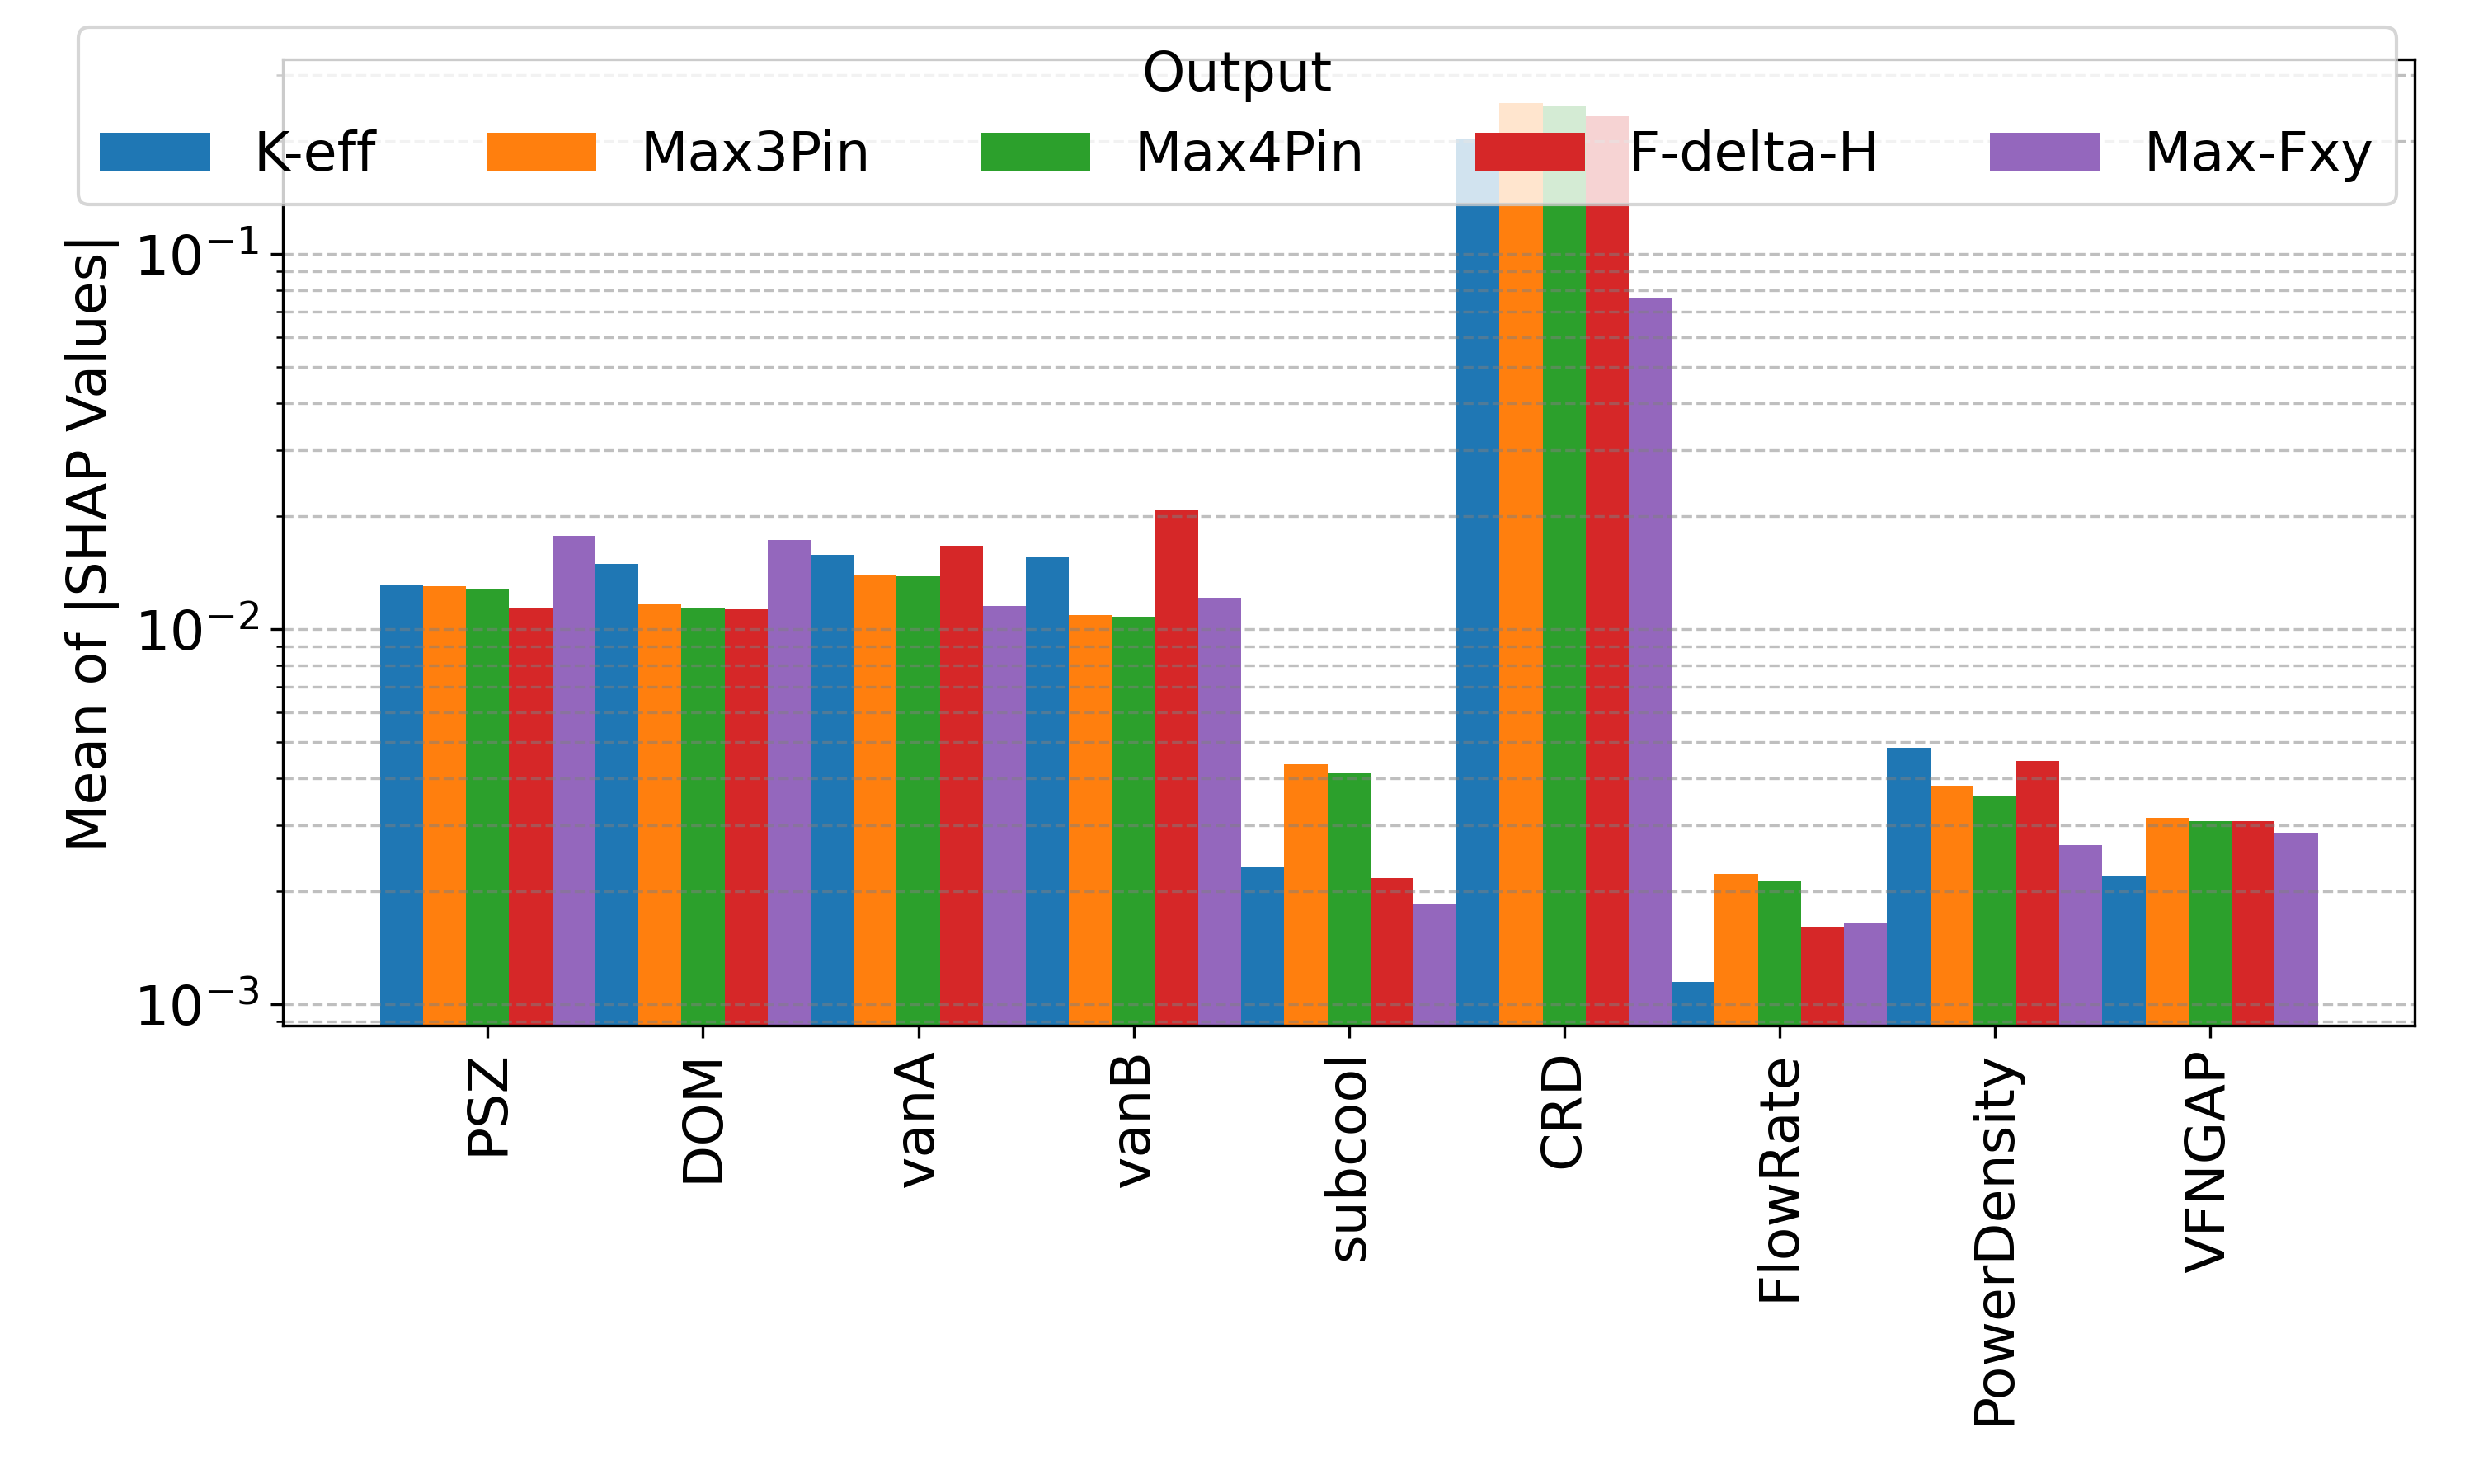 Output
K-eff Max3Pin Max4Pin F-delta-H Max-Fxy
Mean of |SHAP Values|
10⁻¹
10⁻²
10⁻³
PSZ
DOM
vanA
vanB
subcool
CRD
FlowRate
PowerDensity
VFNGAP